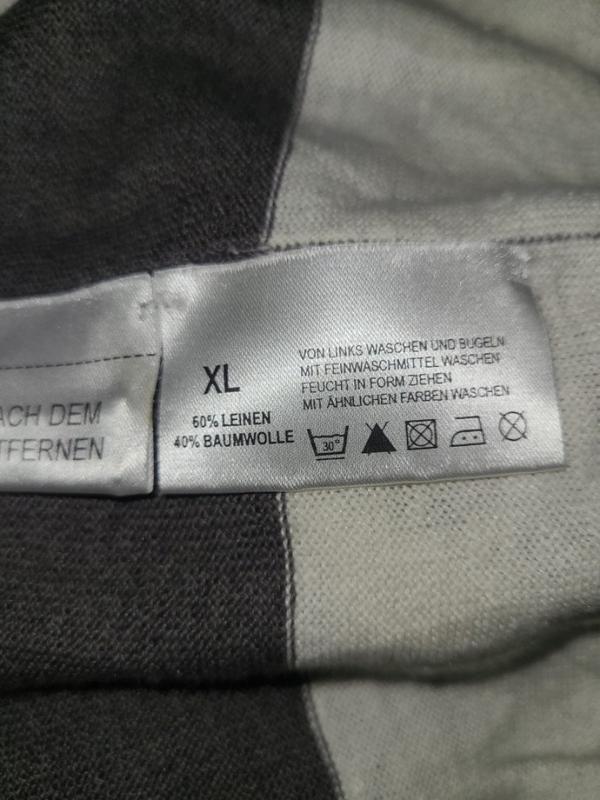 ACH DEM
TFERNEN
XL
60% LEINEN
40% BAUMWOLLE
VON LINKS WASCHEN UND BÜGELN
MIT FEINWASCHMITTEL WASCHEN
FEUCHT IN FORM ZIEHEN
MIT ÄHNLICHEN FARBEN WASCHEN
30°